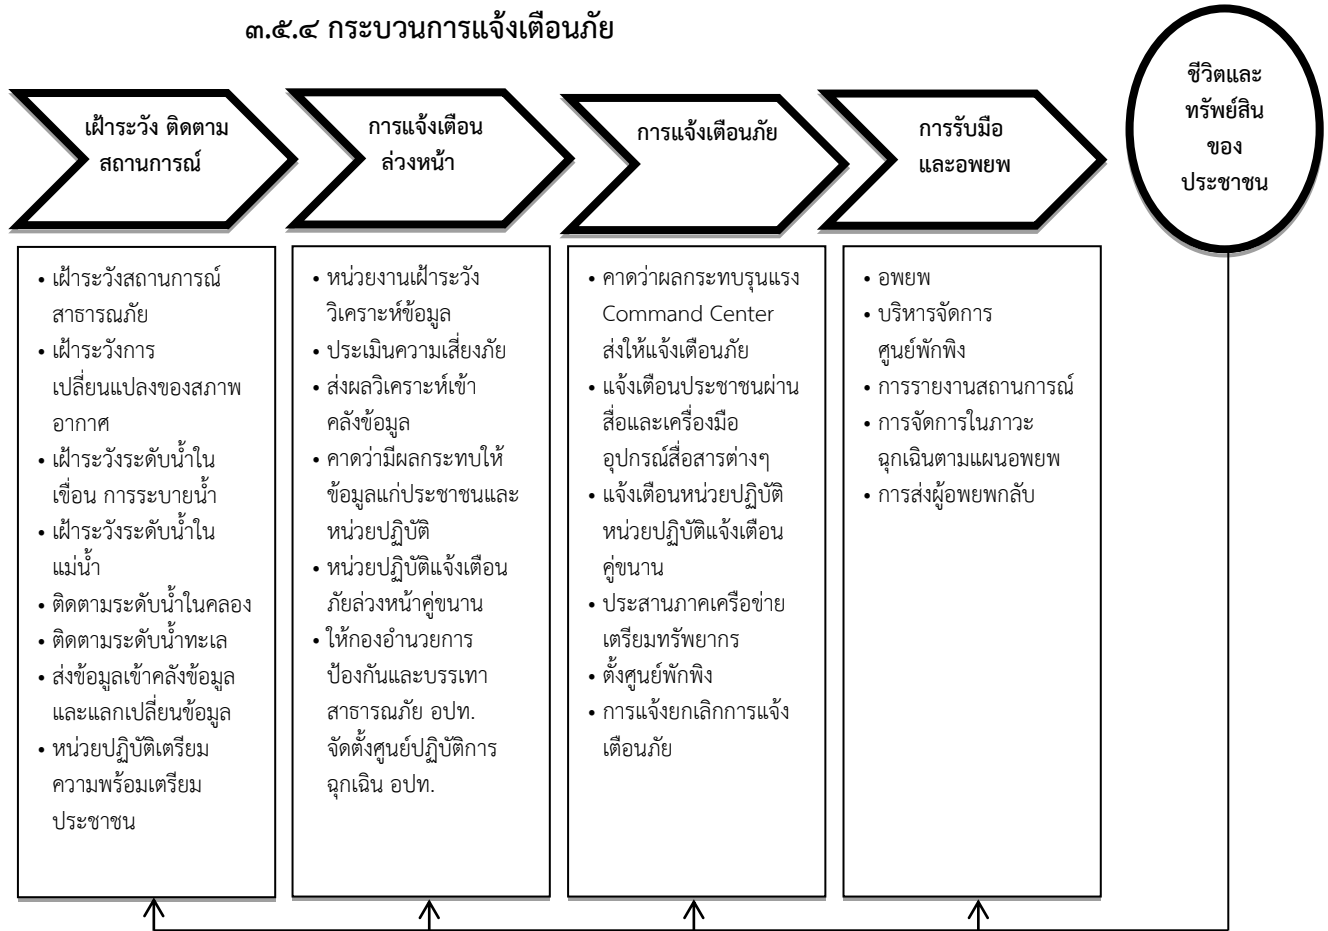 ๓.๕.๔ กระบวนการแจ้งเตือนภัย
เฝ้าระวัง ติดตาม
สถานการณ์
การแจ้งเตือน
ล่วงหน้า
การแจ้งเตือนภัย
การรับมือ
และอพยพ
ชีวิตและ
ทรัพย์สิน
ของ
ประชาชน
• เฝ้าระวังสถานการณ์
สาธารณภัย
• เฝ้าระวังการ
เปลี่ยนแปลงของสภาพ
อากาศ
• เฝ้าระวังระดับน้ำใน
เขื่อน การระบายน้ำ
• เฝ้าระวังระดับน้ำใน
แม่น้ำ
• ติดตามระดับน้ำในคลอง
• ติดตามระดับน้ำทะเล
• ส่งข้อมูลเข้าคลังข้อมูล
และแลกเปลี่ยนข้อมูล
• หน่วยปฏิบัติเตรียม
ความพร้อมเตรียม
ประชาชน
• หน่วยงานเฝ้าระวัง
วิเคราะห์ข้อมูล
• ประเมินความเสี่ยงภัย
• ส่งผลวิเคราะห์เข้า
คลังข้อมูล
• คาดว่ามีผลกระทบให้
ข้อมูลแก่ประชาชนและ
หน่วยปฏิบัติ
• หน่วยปฏิบัติแจ้งเตือน
ภัยล่วงหน้าคู่ขนาน
• ให้กองอำนวยการ
ป้องกันและบรรเทา
สาธารณภัย อปท.
จัดตั้งศูนย์ปฏิบัติการ
ฉุกเฉิน อปท.
• คาดว่าผลกระทบรุนแรง
Command Center
ส่งให้แจ้งเตือนภัย
• แจ้งเตือนประชาชนผ่าน
สื่อและเครื่องมือ
อุปกรณ์สื่อสารต่างๆ
• แจ้งเตือนหน่วยปฏิบัติ
หน่วยปฏิบัติแจ้งเตือน
คู่ขนาน
• ประสานภาคเครือข่าย
เตรียมทรัพยากร
• ตั้งศูนย์พักพิง
• การแจ้งยกเลิกการแจ้ง
เตือนภัย
• อพยพ
• บริหารจัดการ
ศูนย์พักพิง
• การรายงานสถานการณ์
• การจัดการในภาวะ
ฉุกเฉินตามแผนอพยพ
• การส่งผู้อพยพกลับ